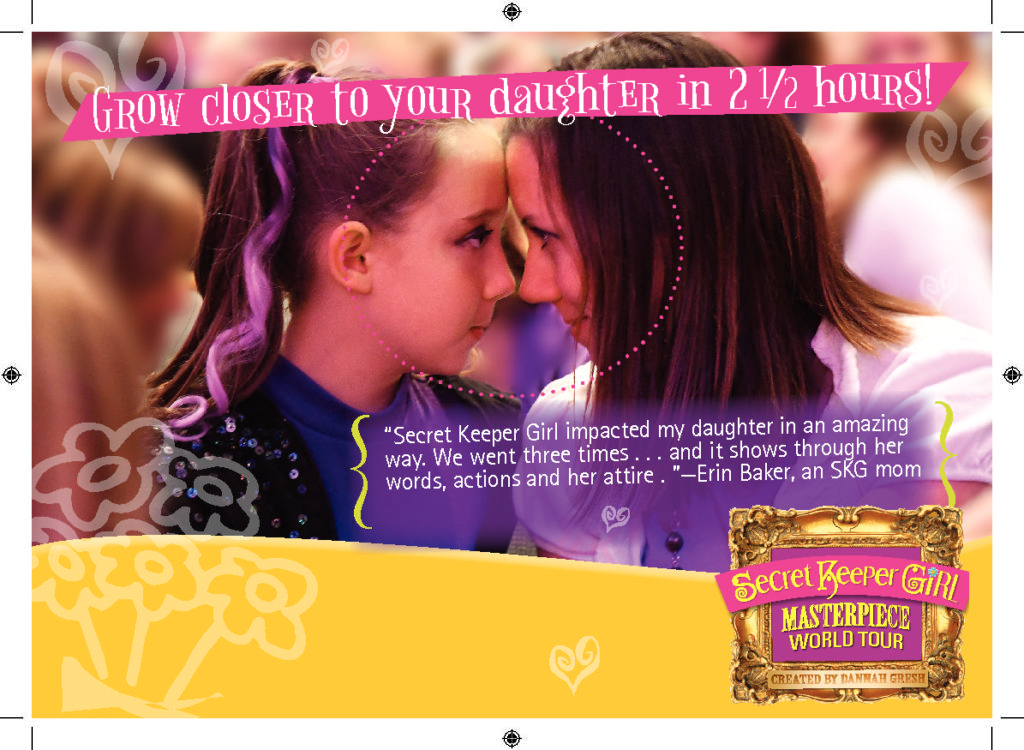 Grow closer to your daughter in 2 1/2 hours!
“Secret Keeper Girl impacted my daughter in an amazing
way. We went three times . . . and it shows through her
words, actions and her attire . ”—Erin Baker, an SKG mom
Secret Keeper Girl
MASTERPIECE
WORLD TOUR
CREATED BY DANNAH GRESH